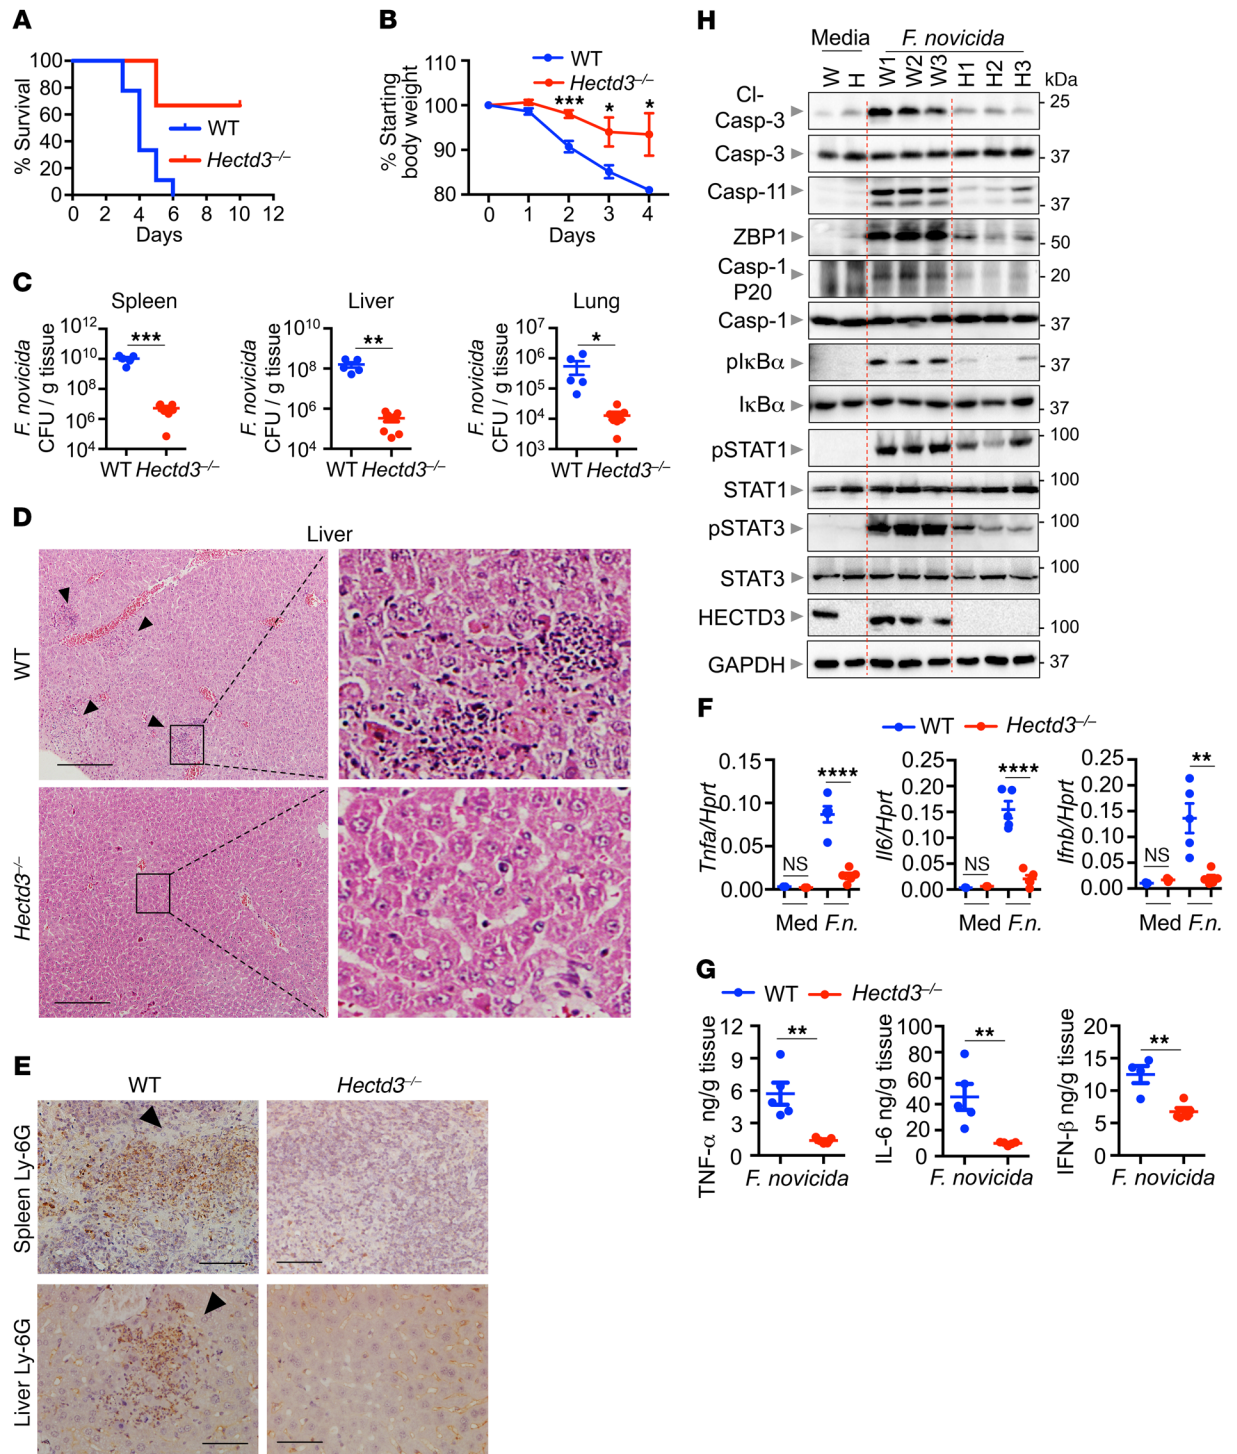 A
% Survival
100
80
60
40
20
0
0 2 4 6 8 10 12
Days
WT
Hectd3–/–
B
WT
Hectd3–/–
% Starting
body weight
110
100
90
80
*** * *
0 1 2 3 4
Days
C
Spleen
F. novicida
CFU / g tissue
10¹²
10¹⁰
10⁸
10⁶
10⁴
***
WT Hectd3–/–
Liver
F. novicida
CFU / g tissue
10¹⁰
10⁸
10⁶
10⁴
**
WT Hectd3–/–
Lung
F. novicida
CFU / g tissue
10⁷
10⁶
10⁵
10⁴
10³
*
WT Hectd3–/–
D
Liver
WT
Hectd3–/–
E
WT Hectd3–/–
Spleen Ly-6G
Liver Ly-6G
H
Media F. novicida
W H W1 W2 W3 H1 H2 H3 kDa
Cl-
Casp-3 25
Casp-3 37
Casp-11 37
ZBP1 50
Casp-1
P20 20
Casp-1 37
pIκBα 37
IκBα 37
pSTAT1 100
STAT1 100
pSTAT3 100
STAT3 100
HECTD3 100
GAPDH 37
F
WT Hectd3–/–
Tnfa/Hprt
0.15
0.10
0.05
0.00
NS ****
Med F.n.
Il6/Hprt
0.25
0.20
0.15
0.10
0.05
0.00
NS ****
Med F.n.
Ifnb/Hprt
0.25
0.20
0.15
0.10
0.05
0.00
NS **
Med F.n.
G
WT Hectd3–/–
TNF-α ng/g tissue
12
9
6
3
0
**
F. novicida
IL-6 ng/g tissue
100
80
60
40
20
0
**
F. novicida
IFN-β ng/g tissue
20
15
10
5
0
**
F. novicida